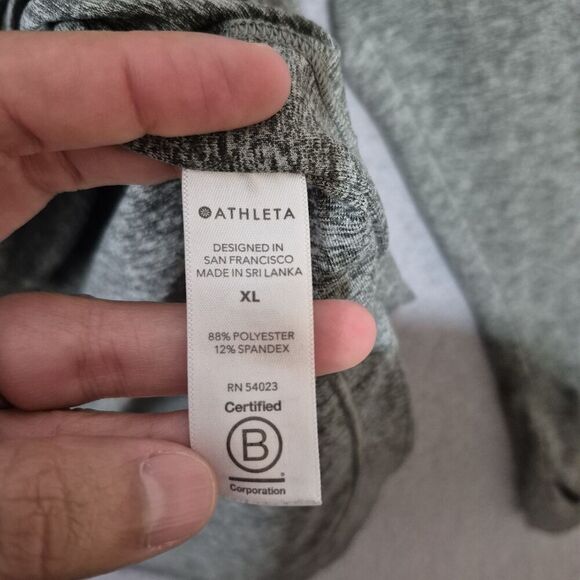 ATHLETA
DESIGNED IN
SAN FRANCISCO
MADE IN SRI LANKA
XL
88% POLYESTER
12% SPANDEX
RN 54023
Certified
B
Corporation